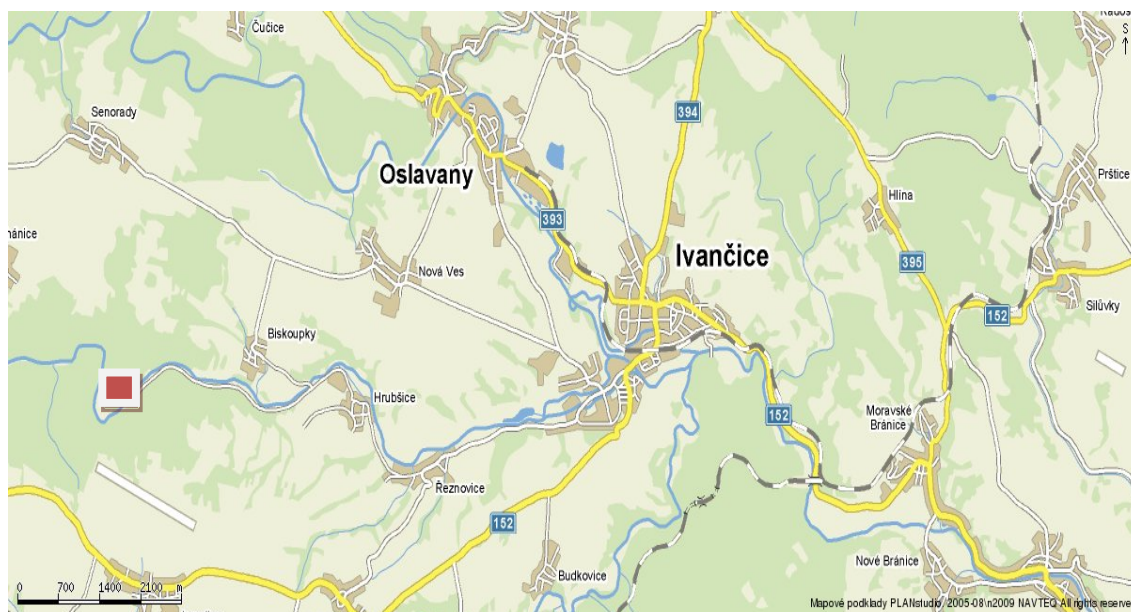 Čučice
S
394
Senorady
Oslavany
Prštice
Hlína
393
Ivančice
395
Nová Ves
152
Silůvky
Biskoupky
Hrubšice
152
Moravské
Bránice
Řeznovice
152
Nové Bránice
Budkovice
0 700 1400 2100 m
Mapové podklady PLANstudio, 2005-08\n2009 NAVTEQ All rights reserve